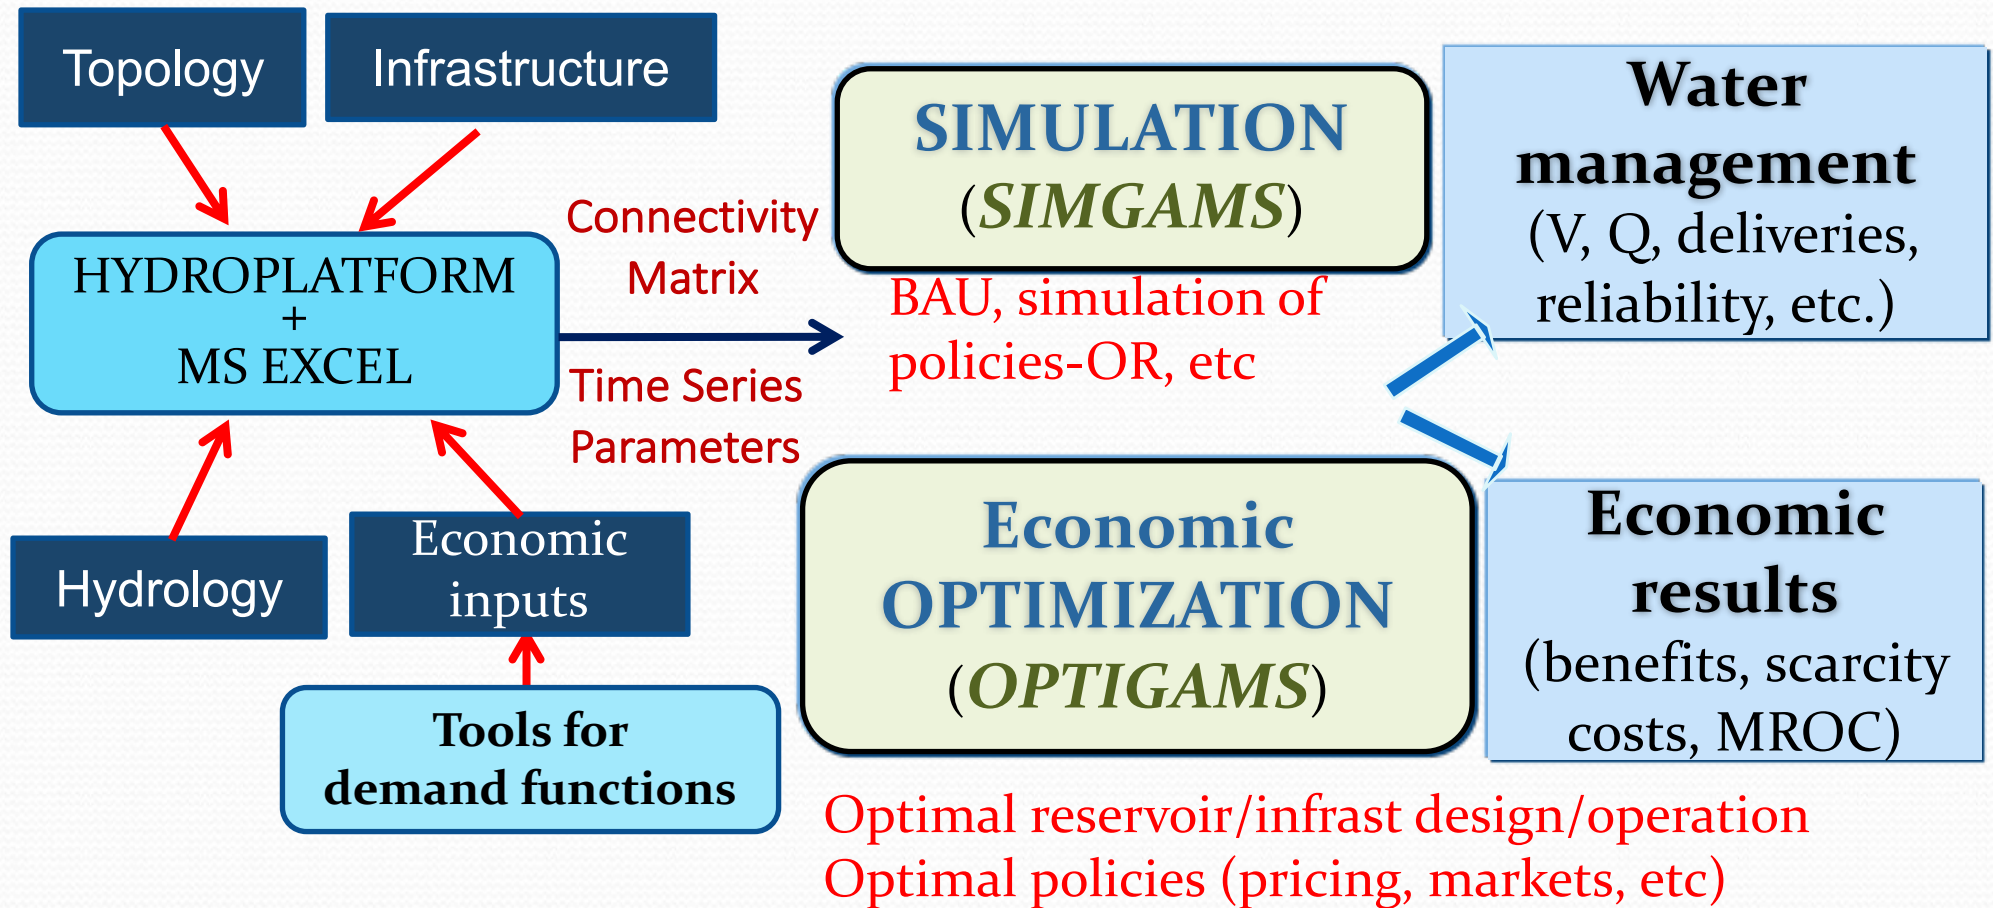 Topology
Infrastructure
HYDROPLATFORM
+
MS EXCEL
Hydrology
Economic
inputs
Tools for
demand functions
Connectivity
Matrix
Time Series
Parameters
SIMULATION
(SIMGAMS)
BAU, simulation of
policies-OR, etc
Economic
OPTIMIZATION
(OPTIGAMS)
Optimal reservoir/infrast design/operation
Optimal policies (pricing, markets, etc)
Water
management
(V, Q, deliveries,
reliability, etc.)
Economic
results
(benefits, scarcity
costs, MROC)